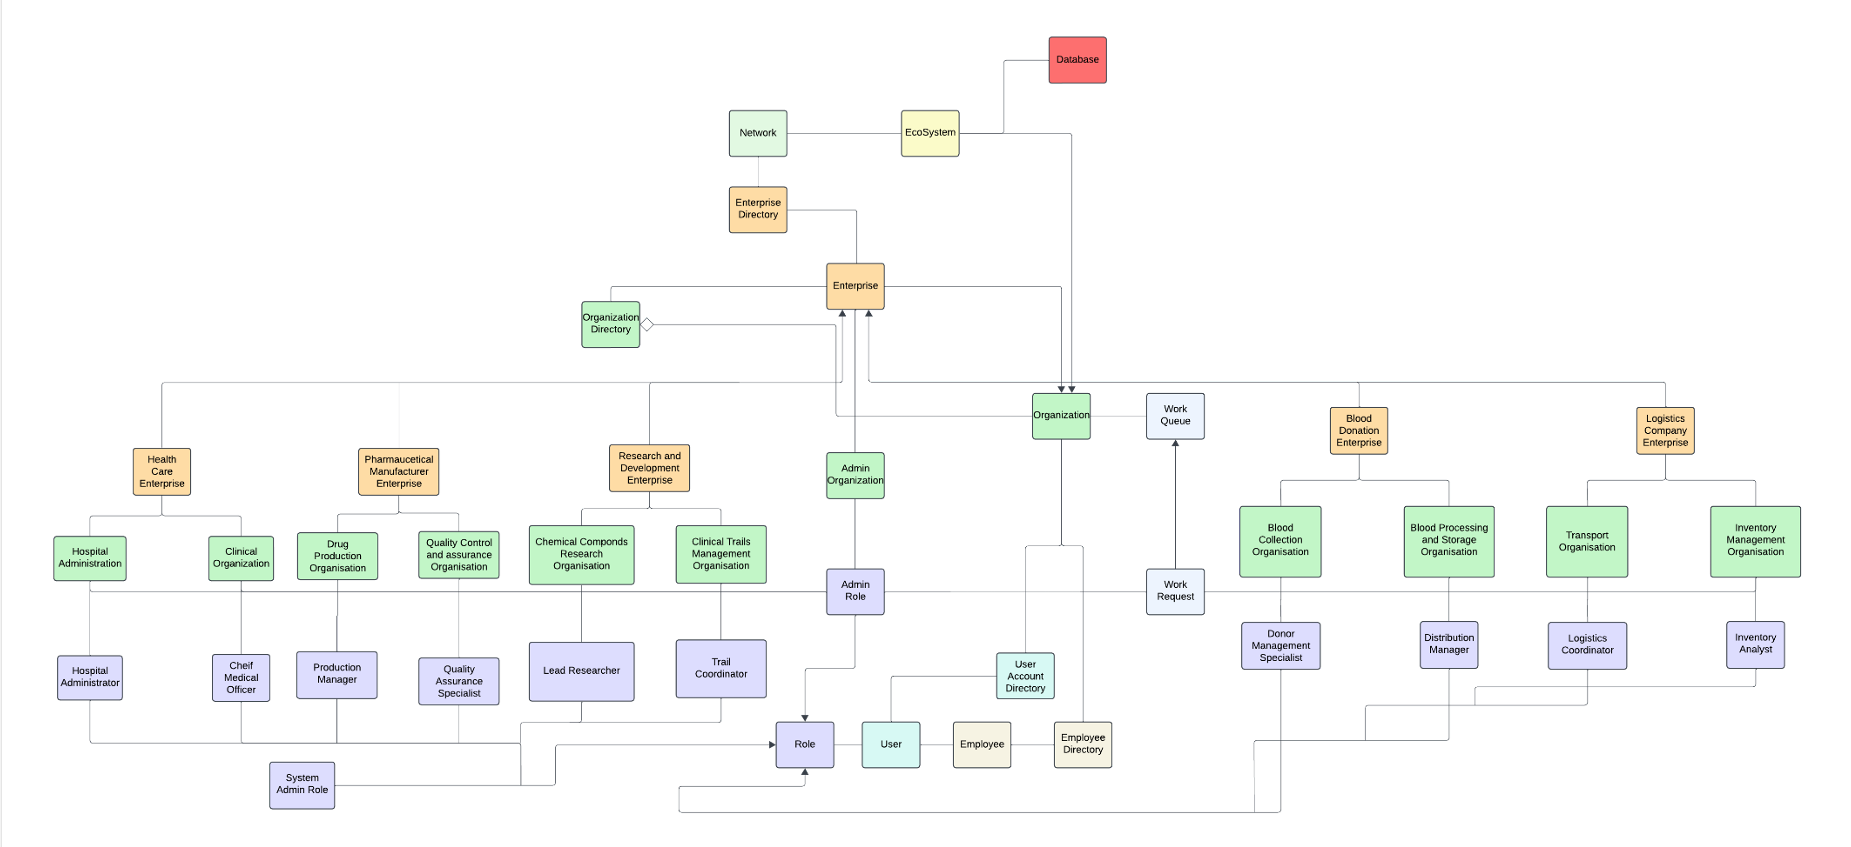 Database
Network
EcoSystem
Enterprise
Directory
Enterprise
Organization
Directory
Organization
Work
Queue
Blood
Donation
Enterprise
Logistics
Company
Enterprise
Health
Care
Enterprise
Pharmaucetical
Manufacturer
Enterprise
Research and
Development
Enterprise
Admin
Organization
Hospital
Administration
Clinical
Organization
Drug
Production
Organisation
Quality Control
and assurance
Organisation
Chemical Componds
Research
Organisation
Clinical Trails
Management
Organisation
Blood
Collection
Organisation
Blood Processing
and Storage
Organisation
Transport
Organisation
Inventory
Management
Organisation
Admin
Role
Work
Request
Hospital
Administrator
Cheif
Medical
Officer
Production
Manager
Quality
Assurance
Specialist
Lead Researcher
Trail
Coordinator
User
Account
Directory
Donor
Management
Specialist
Distribution
Manager
Logistics
Coordinator
Inventory
Analyst
Role
User
Employee
Employee
Directory
System
Admin Role